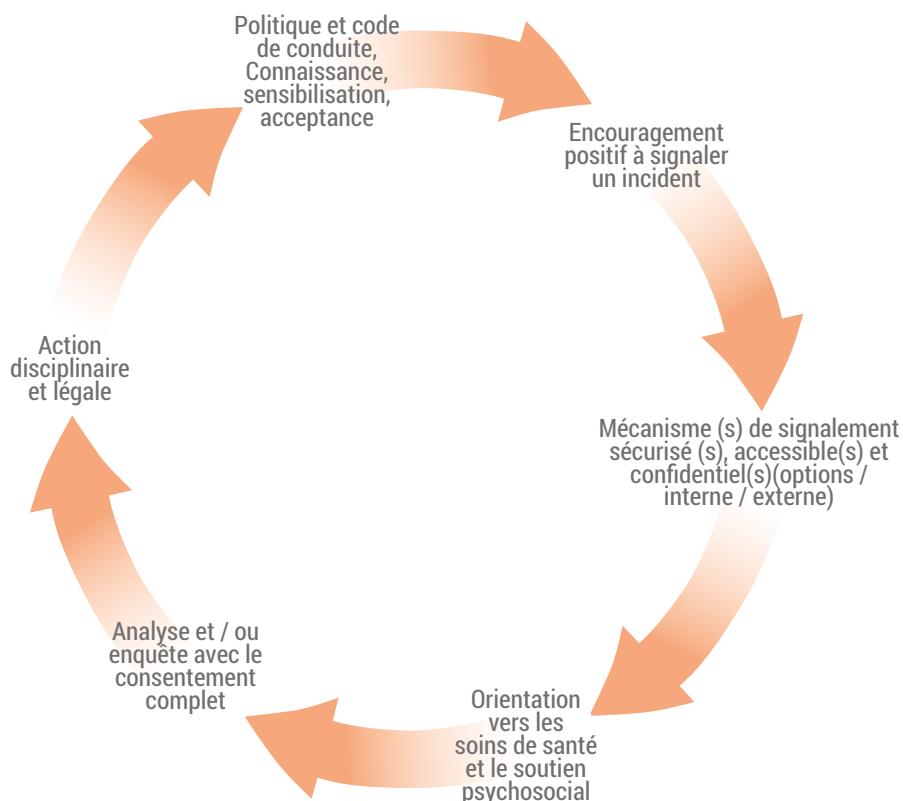 Politique et code
de conduite,
Connaissance,
sensibilisation,
acceptance
Encouragement
positif à signaler
un incident
Mécanisme (s) de signalement
sécurisé (s), accessible(s) et
confidentiel(s)(options /
interne / externe)
Orientation
vers les
soins de santé
et le soutien
psychosocial
Analyse et / ou
enquête avec le
consentement
complet
Action
disciplinaire
et légale